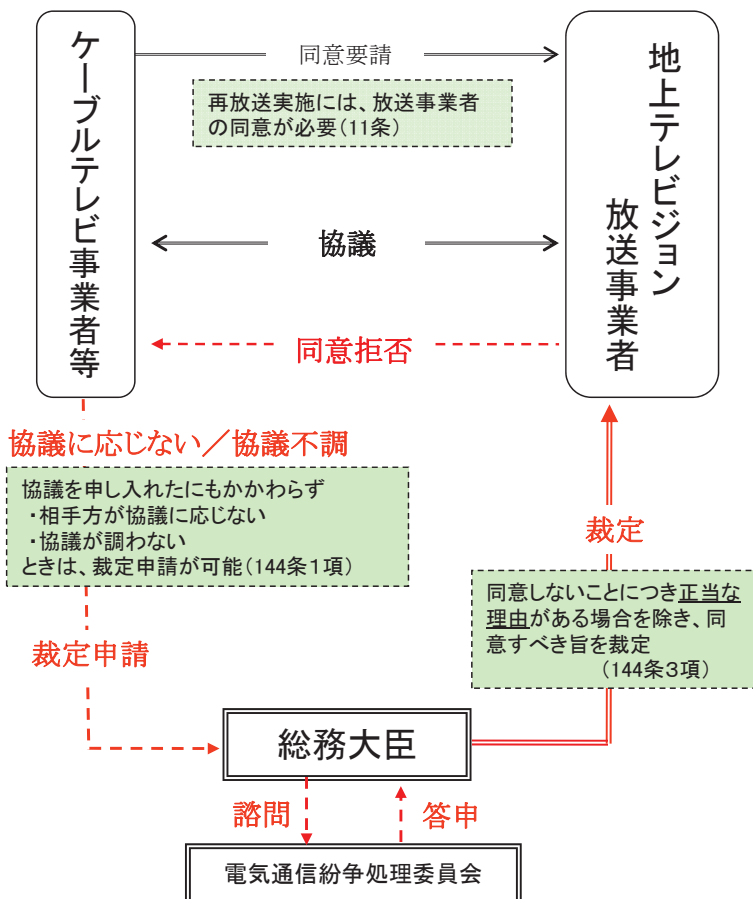 ケーブルテレビ事業者等
同意要請
地上テレビジョン
放送事業者
再放送実施には、放送事業者
の同意が必要（11条）
協議
同意拒否
協議に応じない／協議不調
協議を申し入れたにもかかわらず
・相手方が協議に応じない
・協議が調わない
ときは、裁定申請が可能（144条１項）
裁定
同意しないことにつき正当な
理由がある場合を除き、同
意すべき旨を裁定
（144条３項）
裁定申請
総務大臣
諮問
答申
電気通信紛争処理委員会